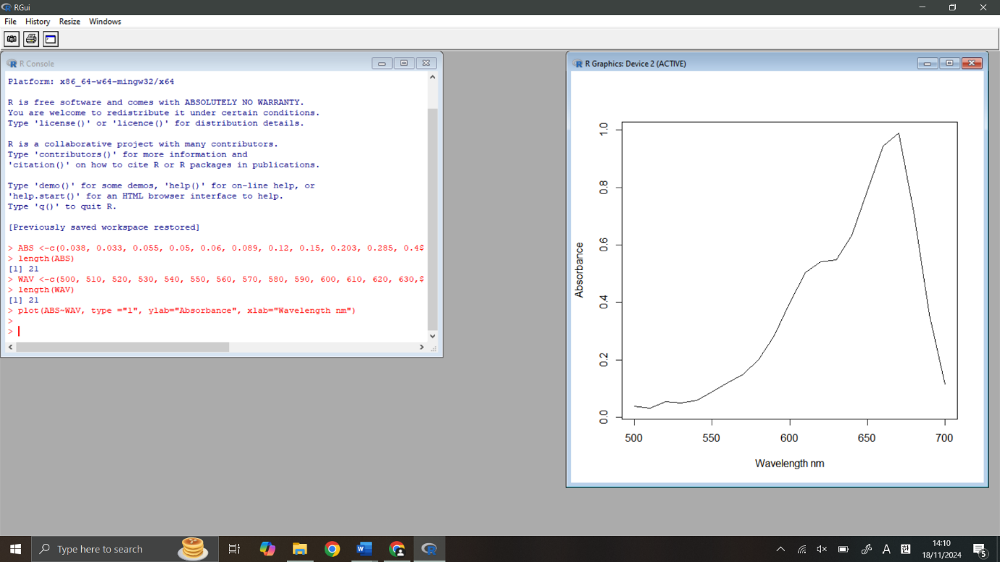 RGui
File History Resize Windows
R Console
Platform: x86_64-w64-mingw32/x64
R is free software and comes with ABSOLUTELY NO WARRANTY.
You are welcome to redistribute it under certain conditions.
Type 'license()' or 'licence()' for distribution details.
R is a collaborative project with many contributors.
Type 'contributors()' for more information and
'citation()' on how to cite R or R packages in publications.
Type 'demo()' for some demos, 'help()' for on-line help, or
'help.start()' for an HTML browser interface to help.
Type 'q()' to quit R.
[Previously saved workspace restored]
> ABS <-c(0.038, 0.033, 0.055, 0.05, 0.06, 0.089, 0.12, 0.15, 0.203, 0.285, 0.4$
> length(ABS)
[1] 21
> WAV <-c(500, 510, 520, 530, 540, 550, 560, 570, 580, 590, 600, 610, 620, 630,$
> length(WAV)
[1] 21
> plot(ABS~WAV, type ="l", ylab="Absorbance", xlab="Wavelength nm")
>
>
R Graphics: Device 2 (ACTIVE)
1.0
0.8
0.6
0.4
0.2
0.0
Absorbance
500 550 600 650 700
Wavelength nm
Type here to search
A
14:10
18/11/2024
5